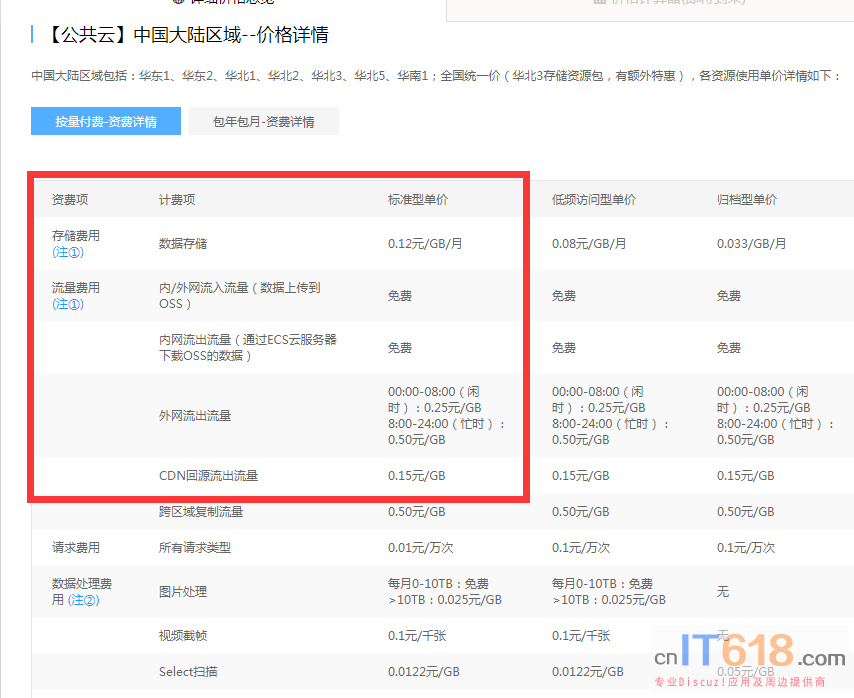 【公共云】中国大陆区域--价格详情
中国大陆区域包括：华东1、华东2、华北1、华北2、华北3、华北5、华南1；全国统一价（华北3存储资源包，有额外特惠），各资源使用单价详情如下：
按量付费-资费详情 包年包月-资费详情
资费项 计费项 标准型单价 低频访问型单价 归档型单价
存储费用
(注①)
数据存储 0.12元/GB/月 0.08元/GB/月 0.033/GB/月
流量费用
(注①)
内/外网流入流量（数据上传到
OSS）
免费 免费 免费
内网流出流量（通过ECS云服务器
下载OSS的数据）
免费 免费 免费
外网流出流量
00:00-08:00（闲
时）：0.25元/GB
8:00-24:00（忙时）：
0.50元/GB
00:00-08:00（闲
时）：0.25元/GB
8:00-24:00（忙时）：
0.50元/GB
00:00-08:00（闲
时）：0.25元/GB
8:00-24:00（忙时）：
0.50元/GB
CDN回源流出流量 0.15元/GB 0.15元/GB 0.15元/GB
跨区域复制流量 0.50元/GB 0.50元/GB 0.50元/GB
请求费用 所有请求类型 0.01元/万次 0.1元/万次 0.1元/万次
数据处理费
用 (注②)
图片处理
每月0-10TB：免费
>10TB：0.025元/GB
每月0-10TB：免费
>10TB：0.025元/GB
无
视频截帧 0.1元/千张 0.1元/千张 无
Select扫描 0.0122元/GB 0.0122元/GB 0.05元/GB
cnIT618.com
专业Discuz!应用及周边提供商